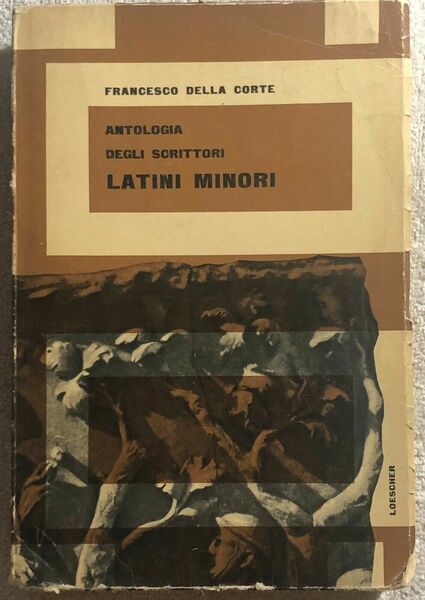 FRANCESCO DELLA CORTE
ANTOLOGIA
DEGLI SCRITTORI
LATINI MINORI
LOESCHER